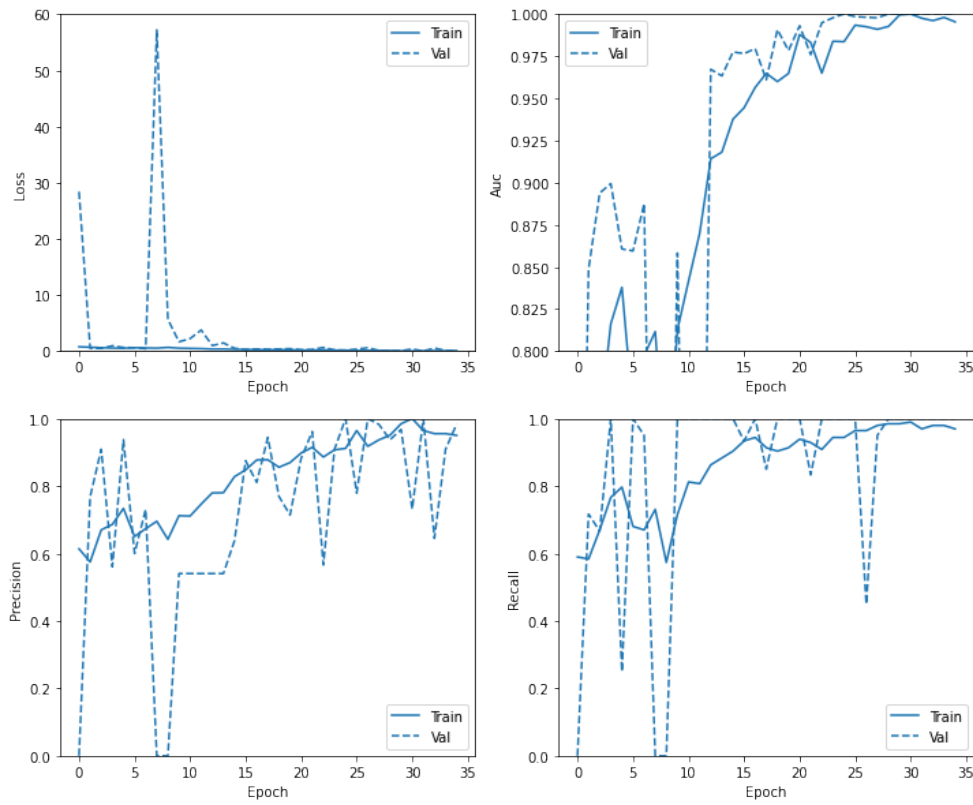 60
50
40
30
20
10
0
Loss
0 5 10 15 20 25 30 35
Epoch
Train
Val
1.000
0.975
0.950
0.925
0.900
0.875
0.850
0.825
0.800
Auc
0 5 10 15 20 25 30 35
Epoch
Train
Val
1.0
0.8
0.6
0.4
0.2
0.0
Precision
0 5 10 15 20 25 30 35
Epoch
Train
Val
1.0
0.8
0.6
0.4
0.2
0.0
Recall
0 5 10 15 20 25 30 35
Epoch
Train
Val